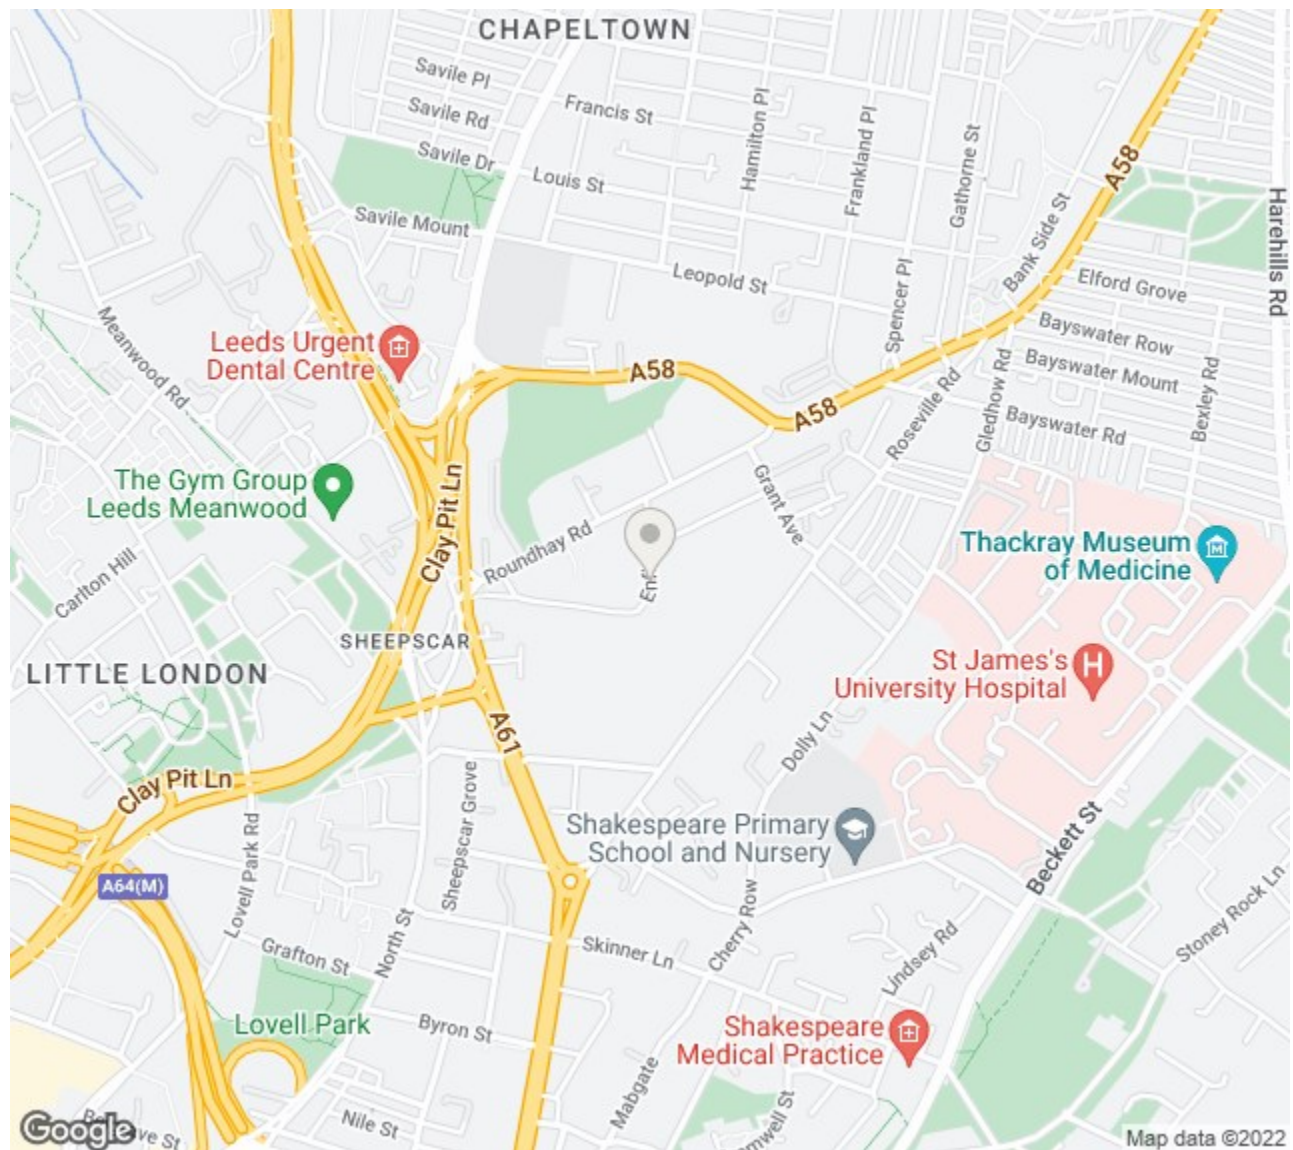 CHAPELTOWN
Savile Pl
Savile Rd
Francis St
Hamilton Pl
Frankland Pl
Gathorne St
A58
Savile Dr
Louis St
Savile Mount
Leopold St
Spencer Pl
Bank Side St
Harehills Rd
Elford Grove
Meanwood Rd
Leeds Urgent
Dental Centre
A58
A58
Bayswater Row
Bayswater Mount
Bayswater Rd
Bexley Rd
Roseville Rd
Gledhow Rd
The Gym Group
Leeds Meanwood
Clay Pit Ln
Grant Ave
Roundhay Rd
Thackray Museum
of Medicine
Carlton Hill
SHEEPSCAR
LITTLE LONDON
St James's
University Hospital
A61
Dolly Ln
Clay Pit Ln
Sheepscar Grove
Shakespeare Primary
School and Nursery
Beckett St
Lovell Park Rd
A64(M)
North St
Cherry Row
Stoney Rock Ln
Grafton St
Skinner Ln
Lindsey Rd
Lovell Park
Byron St
Shakespeare
Medical Practice
Mabgate
Nile St
Google
Map data ©2022